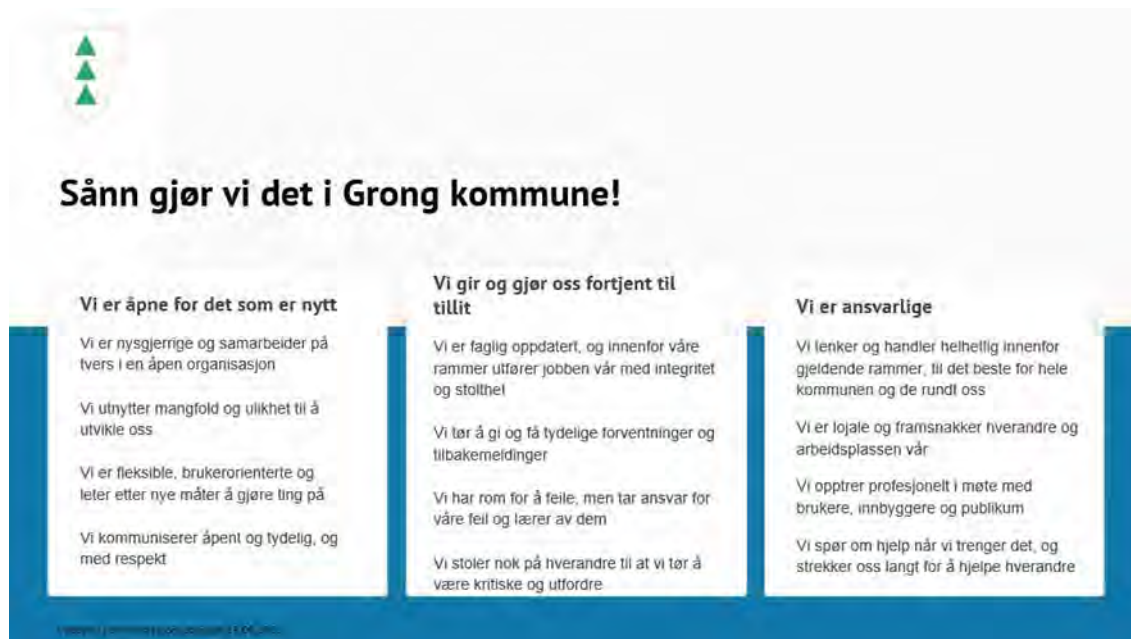 Sånn gjør vi det i Grong kommune!
Vi er åpne for det som er nytt
Vi er nysgjerrige og samarbeider på
tvers i en åpen organisasjon
Vi utnytter mangfold og ulikhet til å
utvikle oss
Vi er fleksible, brukerorienterte og
leter etter nye måter å gjøre ting på
Vi kommuniserer åpent og tydelig, og
med respekt
Vi gir og gjør oss fortjent til
tillit
Vi er faglig oppdatert, og innenfor våre
rammer utfører jobben vår med integritet
og stolthet
Vi tør å gi og få tydelige forventninger og
tilbakemeldinger
Vi har rom for å feile, men tar ansvar for
våre feil og lærer av dem
Vi stoler nok på hverandre til at vi tør å
være kritiske og utfordre
Vi er ansvarlige
Vi tenker og handler helhetlig innenfor
gjeldende rammer, til det beste for hele
kommunen og de rundt oss
Vi er lojale og framsnakker hverandre og
arbeidsplassen vår
Vi opptrer profesjonelt i møte med
brukere, innbyggere og publikum
Vi spør om hjelp når vi trenger det, og
strekker oss langt for å hjelpe hverandre